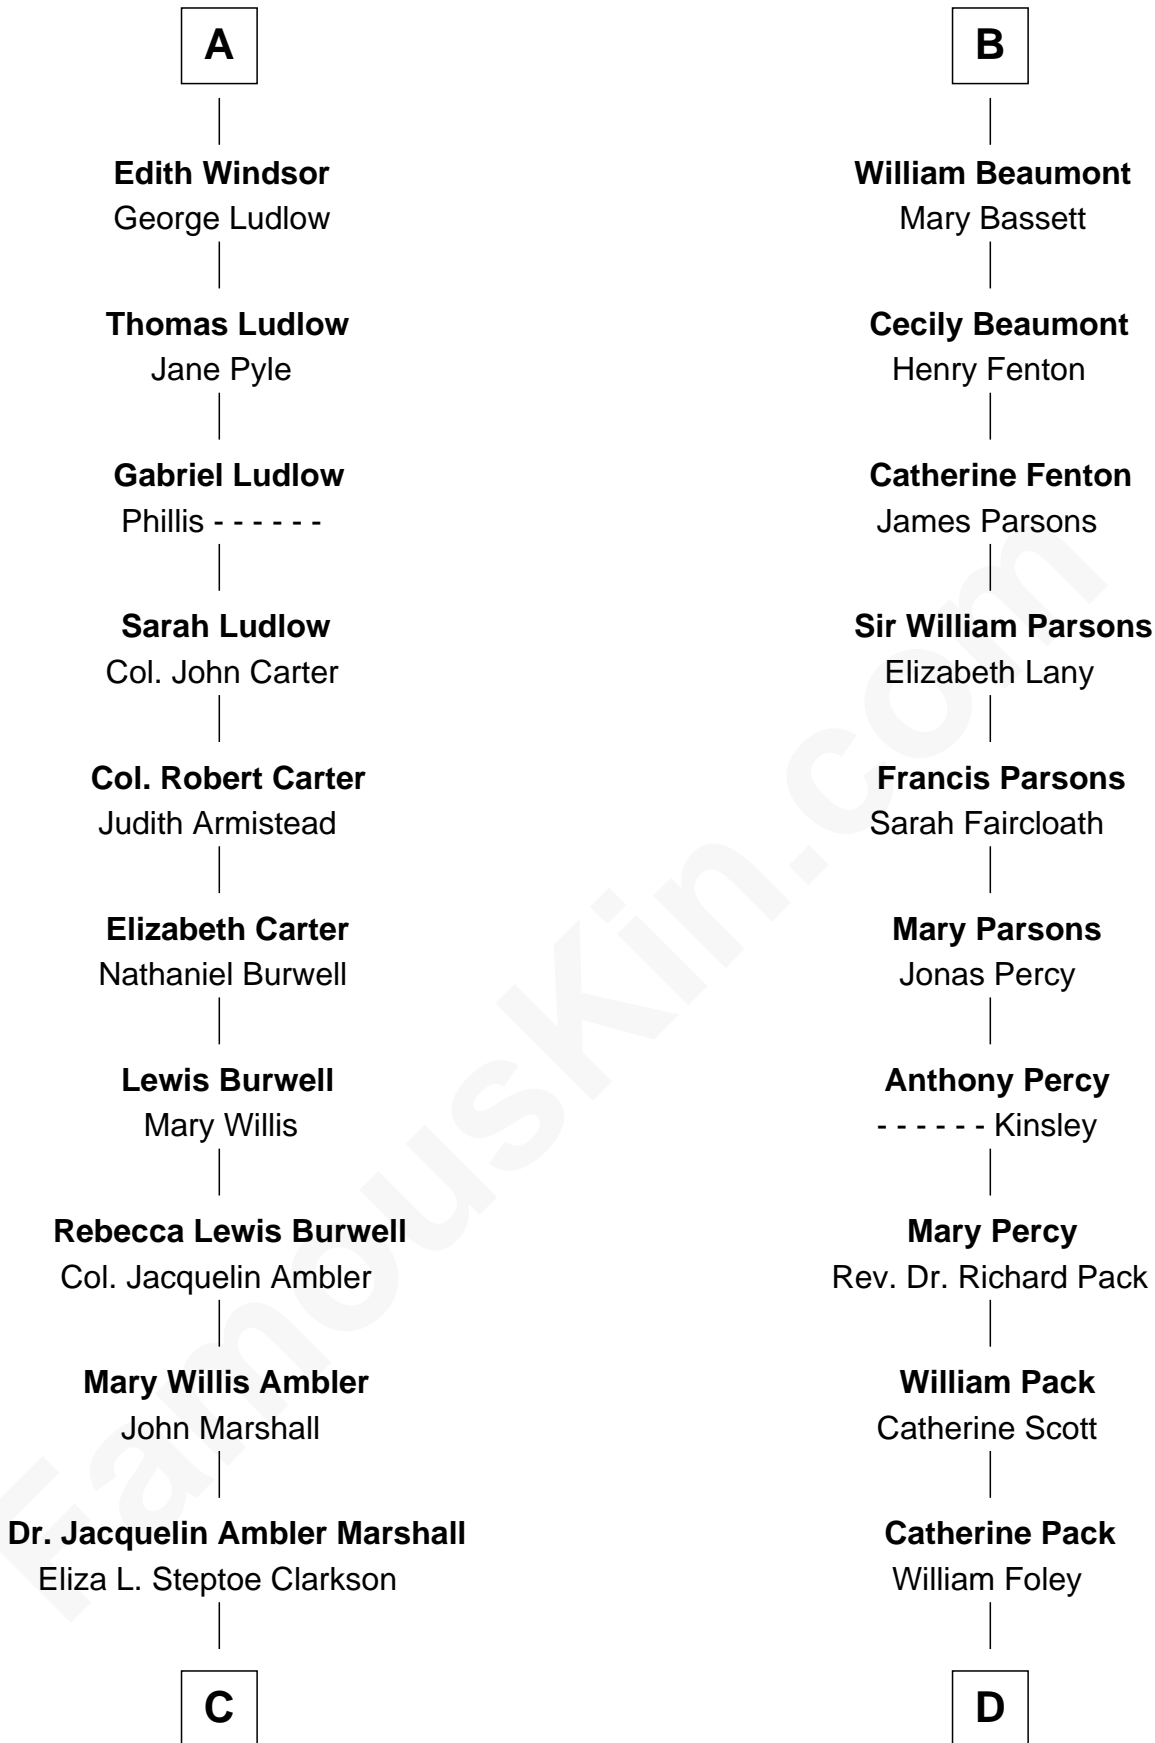 A
Edith Windsor
George Ludlow
Thomas Ludlow
Jane Pyle
Gabriel Ludlow
Phillis - - - - - -
Sarah Ludlow
Col. John Carter
Col. Robert Carter
Judith Armistead
Elizabeth Carter
Nathaniel Burwell
Lewis Burwell
Mary Willis
Rebecca Lewis Burwell
Col. Jacquelin Ambler
Mary Willis Ambler
John Marshall
Dr. Jacquelin Ambler Marshall
Eliza L. Steptoe Clarkson
C
B
William Beaumont
Mary Bassett
Cecily Beaumont
Henry Fenton
Catherine Fenton
James Parsons
Sir William Parsons
Elizabeth Lany
Francis Parsons
Sarah Faircloath
Mary Parsons
Jonas Percy
Anthony Percy
- - - - - - Kinsley
Mary Percy
Rev. Dr. Richard Pack
William Pack
Catherine Scott
Catherine Pack
William Foley
D
FamousKin.com